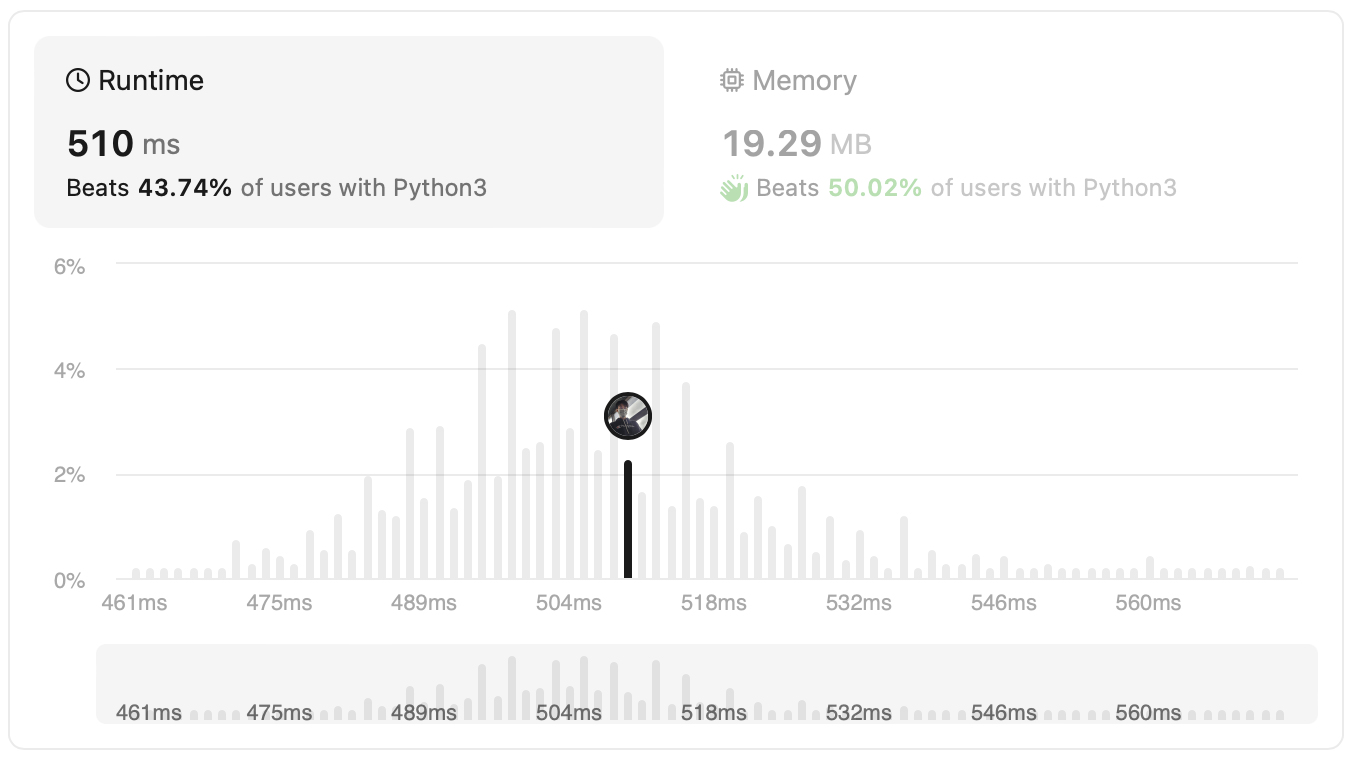 Runtime
510 ms
Beats 43.74% of users with Python3
Memory
19.29 MB
Beats 50.02% of users with Python3
6%
4%
2%
0%
461ms 475ms 489ms 504ms 518ms 532ms 546ms 560ms
461ms 475ms 489ms 504ms 518ms 532ms 546ms 560ms